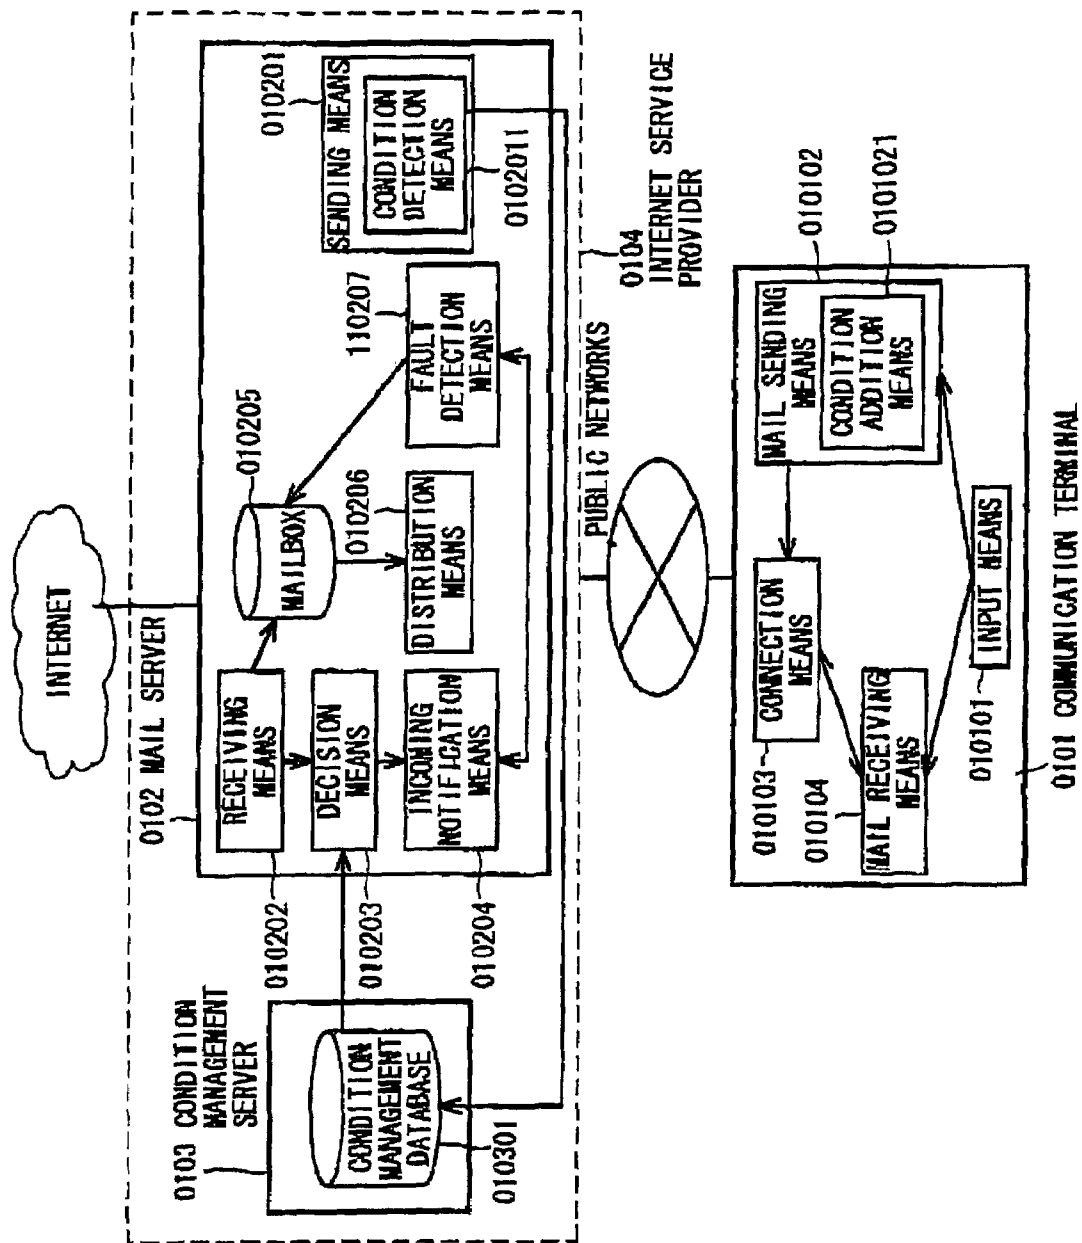 INTERNET
0102 MAIL SERVER
0103 CONDITION
MANAGEMENT
SERVER
CONDITION
MANAGEMENT
DATABASE
010301
RECEIVING
MEANS
010202
DECISION
MEANS
010203
INCOMING
NOTIFICATION
MEANS
010204
MAILBOX
010205
DISTRIBUTION
MEANS
010206
FAULT
DETECTION
MEANS
110207
SENDING MEANS
010201
CONDITION
DETECTION
MEANS
0102011
0104
INTERNET SERVICE
PROVIDER
PUBLIC NETWORKS
CONNECTION
MEANS
010103
MAIL RECEIVING
MEANS
010104
MAIL SENDING
MEANS
010102
CONDITION
ADDITION
MEANS
0101021
INPUT MEANS
010101
0101 COMMUNICATION TERMINAL